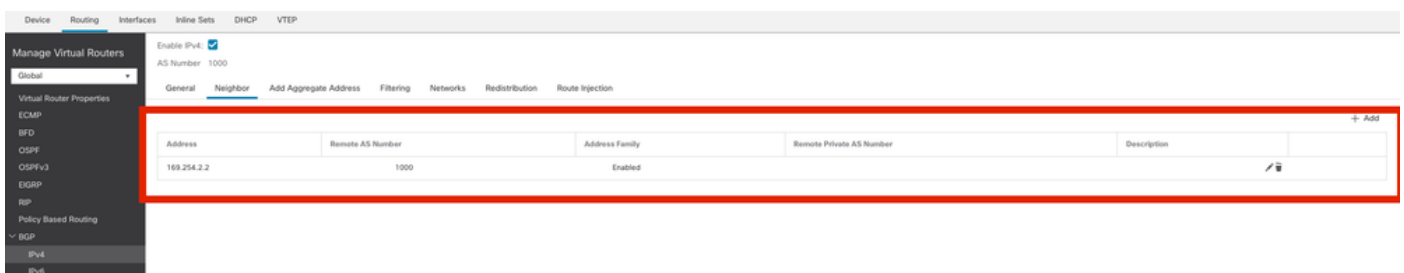 Device Routing Interfaces Inline Sets DHCP VTEP
Manage Virtual Routers
Global
Virtual Router Properties
ECMP
BFD
OSPF
OSPFv3
EIGRP
RIP
Policy Based Routing
BGP
IPv4
IPv6
Enable IPv4:
AS Number 1000
General Neighbor Add Aggregate Address Filtering Networks Redistribution Route Injection
+ Add
Address Remote AS Number Address Family Remote Private AS Number Description
169.254.2.2 1000 Enabled